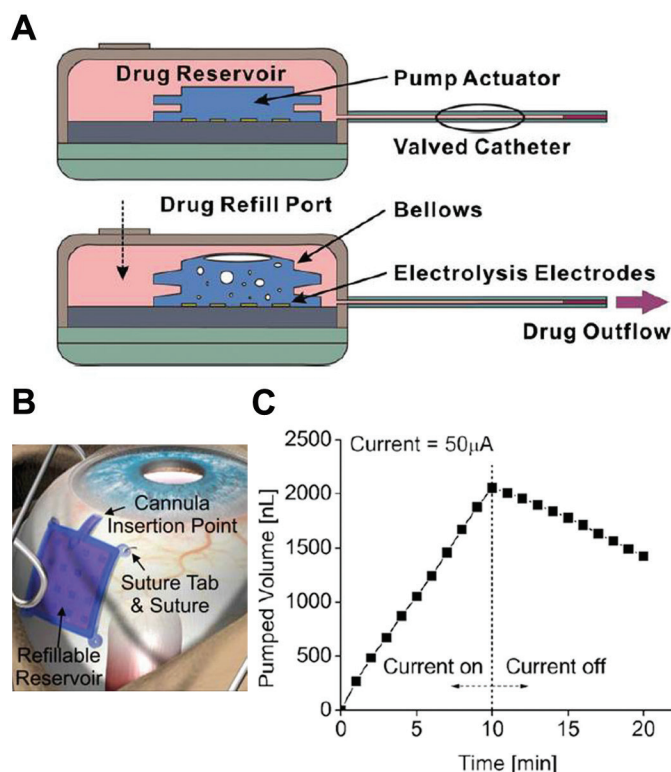 A
Drug Reservoir
Pump Actuator
Valved Catheter
Drug Refill Port
Bellows
Electrolysis Electrodes
Drug Outflow
B
Cannula
Insertion Point
Suture Tab
& Suture
Refillable
Reservoir
C
Current = 50μA
Pumped Volume [nL]
2500
2000
1500
1000
500
0
Current on
Current off
0
5
10
15
20
Time [min]